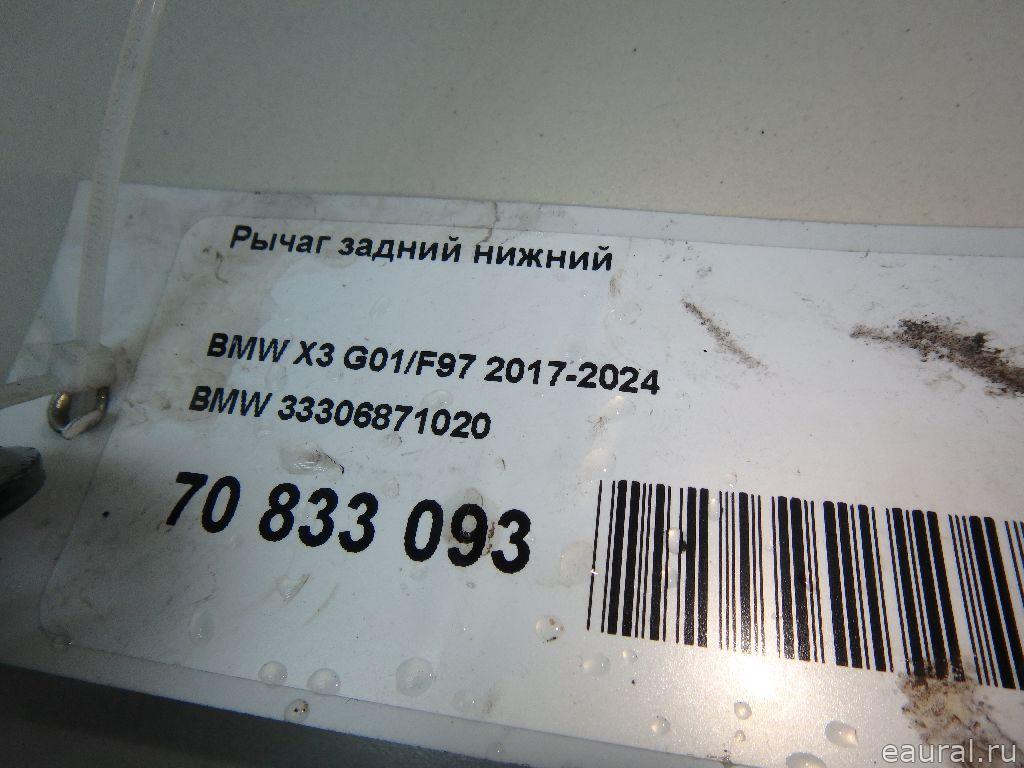 Рычаг задний нижний
BMW X3 G01/F97 2017-2024
BMW 33306871020
70 833 093
eaural.ru